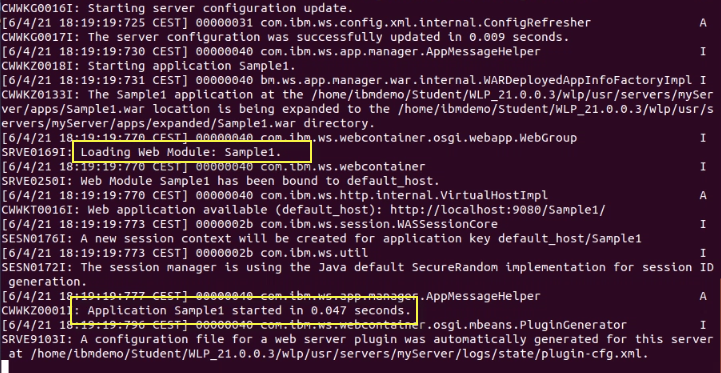 CWWKG0016I: Starting server configuration update.
[6/4/21 18:19:19:725 CEST] 00000031 com.ibm.ws.config.xml.internal.ConfigRefresher A
CWWKG0017I: The server configuration was successfully updated in 0.009 seconds.
[6/4/21 18:19:19:730 CEST] 00000040 com.ibm.ws.app.manager.AppMessageHelper I
CWWKZ0018I: Starting application Sample1.
[6/4/21 18:19:19:731 CEST] 00000040 bm.ws.app.manager.war.internal.WARDeployedAppInfoFactoryImpl I
CWWKZ0133I: The Sample1 application at the /home/ibmdemo/Student/WLP_21.0.0.3/wlp/usr/servers/mySer
ver/apps/Sample1.war location is being expanded to the /home/ibmdemo/Student/WLP_21.0.0.3/wlp/usr/s
ervers/myServer/apps/expanded/Sample1.war directory.
[6/4/21 18:19:19:770 CEST] 00000040 com.ibm.ws.webcontainer.osgi.webapp.WebGroup I
SRVE0169I: Loading Web Module: Sample1.
[6/4/21 18:19:19:770 CEST] 00000040 com.ibm.ws.webcontainer I
SRVE0250I: Web Module Sample1 has been bound to default_host.
[6/4/21 18:19:19:770 CEST] 00000040 com.ibm.ws.http.internal.VirtualHostImpl A
CWWKT0016I: Web application available (default_host): http://localhost:9080/Sample1/
[6/4/21 18:19:19:773 CEST] 0000002b com.ibm.ws.session.WASSessionCore I
SESN0176I: A new session context will be created for application key default_host/Sample1
[6/4/21 18:19:19:773 CEST] 0000002b com.ibm.ws.util I
SESN0172I: The session manager is using the Java default SecureRandom implementation for session ID
generation.
[6/4/21 18:19:19:777 CEST] 0000002b com.ibm.ws.app.manager.AppMessageHelper A
CWWKZ0001I: Application Sample1 started in 0.047 seconds.
[6/4/21 18:19:19:796 CEST] 00000040 com.ibm.ws.webcontainer.osgi.mbeans.PluginGenerator I
SRVE9103I: A configuration file for a web server plugin was automatically generated for this server
at /home/ibmdemo/Student/WLP_21.0.0.3/wlp/usr/servers/myServer/logs/state/plugin-cfg.xml.